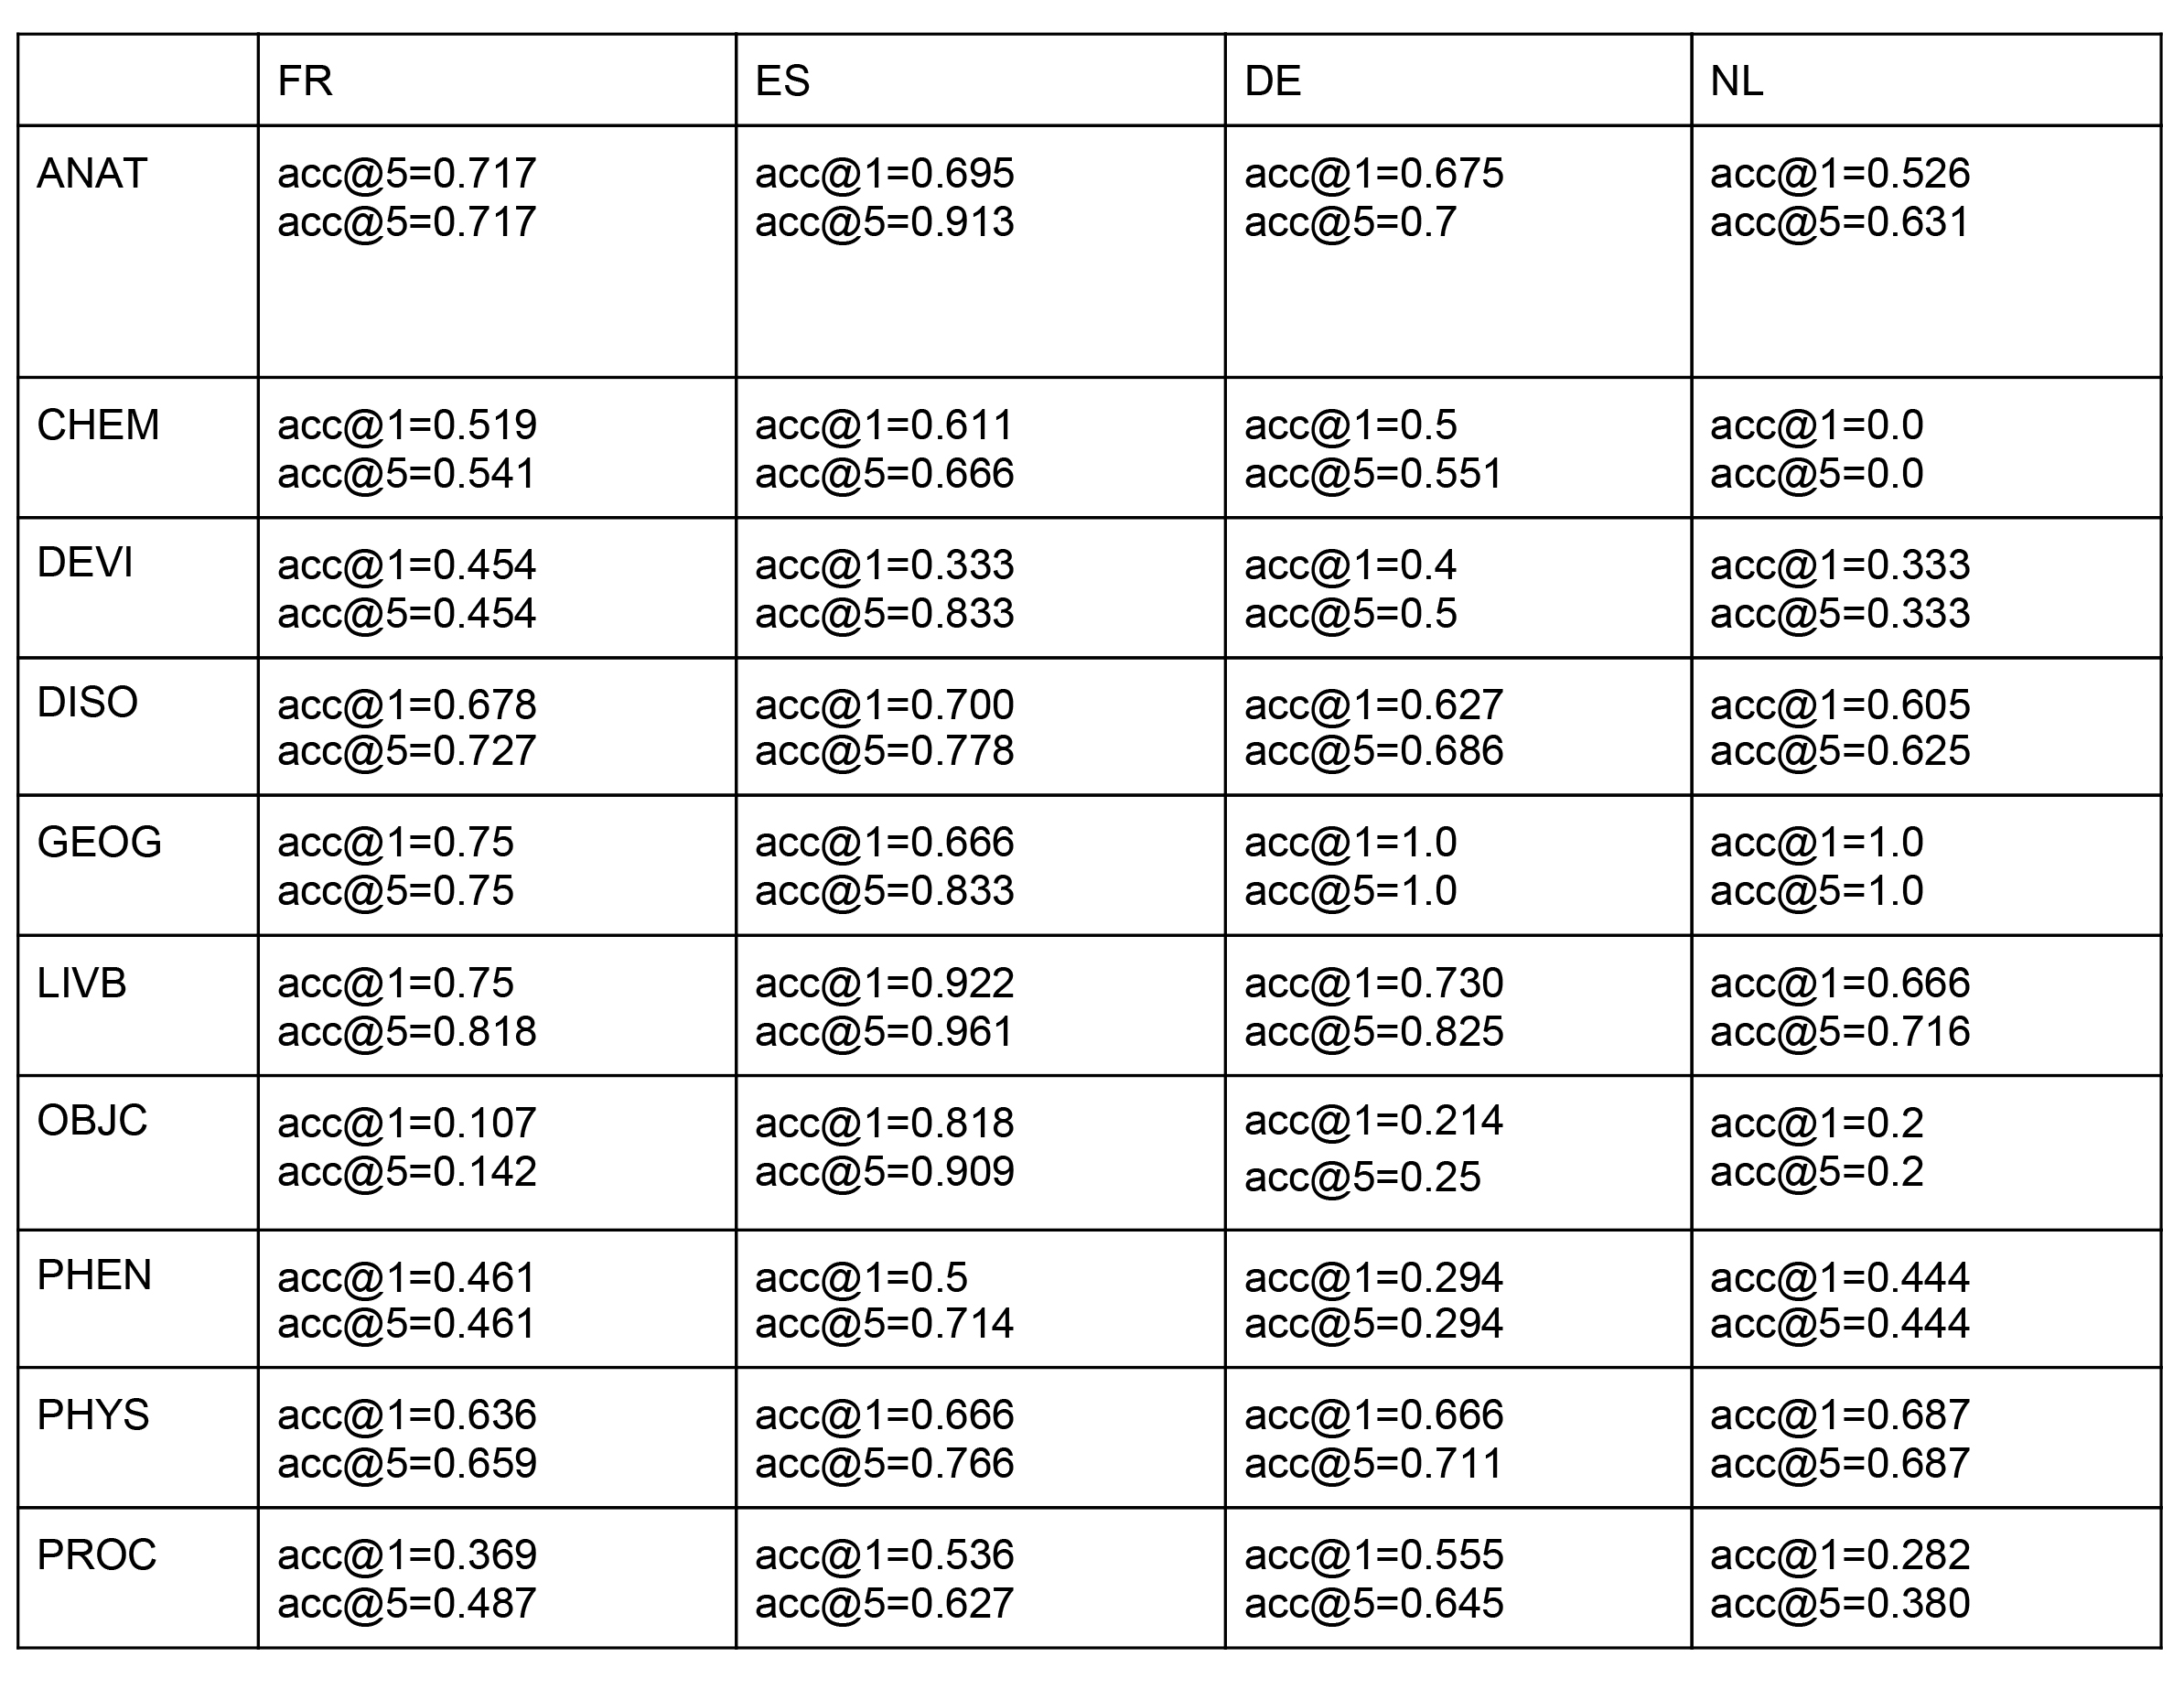 FR ES DE NL
ANAT acc@5=0.717 acc@1=0.695 acc@1=0.675 acc@1=0.526
acc@5=0.717 acc@5=0.913 acc@5=0.7 acc@5=0.631
CHEM acc@1=0.519 acc@1=0.611 acc@1=0.5 acc@1=0.0
acc@5=0.541 acc@5=0.666 acc@5=0.551 acc@5=0.0
DEVI acc@1=0.454 acc@1=0.333 acc@1=0.4 acc@1=0.333
acc@5=0.454 acc@5=0.833 acc@5=0.5 acc@5=0.333
DISO acc@1=0.678 acc@1=0.700 acc@1=0.627 acc@1=0.605
acc@5=0.727 acc@5=0.778 acc@5=0.686 acc@5=0.625
GEOG acc@1=0.75 acc@1=0.666 acc@1=1.0 acc@1=1.0
acc@5=0.75 acc@5=0.833 acc@5=1.0 acc@5=1.0
LIVB acc@1=0.75 acc@1=0.922 acc@1=0.730 acc@1=0.666
acc@5=0.818 acc@5=0.961 acc@5=0.825 acc@5=0.716
OBJC acc@1=0.107 acc@1=0.818 acc@1=0.214 acc@1=0.2
acc@5=0.142 acc@5=0.909 acc@5=0.25 acc@5=0.2
PHEN acc@1=0.461 acc@1=0.5 acc@1=0.294 acc@1=0.444
acc@5=0.461 acc@5=0.714 acc@5=0.294 acc@5=0.444
PHYS acc@1=0.636 acc@1=0.666 acc@1=0.666 acc@1=0.687
acc@5=0.659 acc@5=0.766 acc@5=0.711 acc@5=0.687
PROC acc@1=0.369 acc@1=0.536 acc@1=0.555 acc@1=0.282
acc@5=0.487 acc@5=0.627 acc@5=0.645 acc@5=0.380